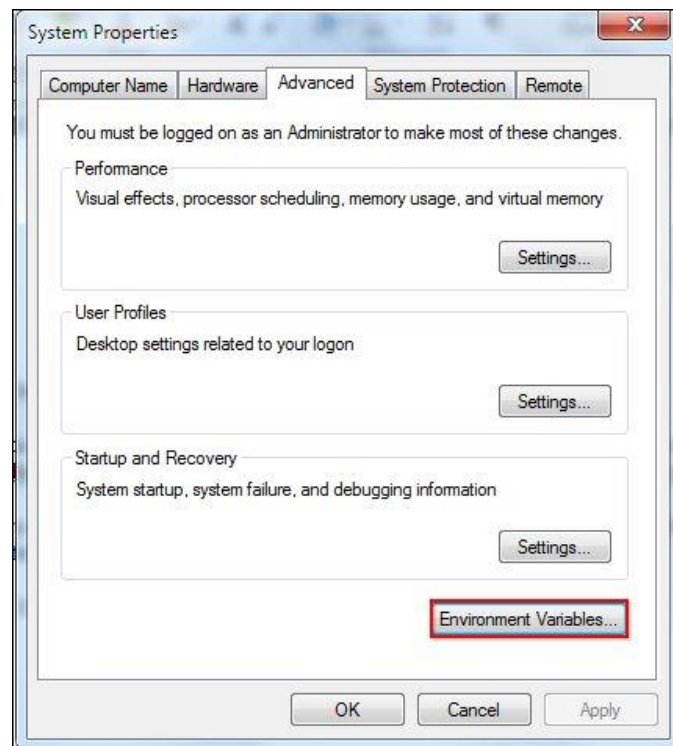 System Properties
Computer Name
Hardware
Advanced
System Protection
Remote
You must be logged on as an Administrator to make most of these changes.
Performance
Visual effects, processor scheduling, memory usage, and virtual memory
Settings...
User Profiles
Desktop settings related to your logon
Settings...
Startup and Recovery
System startup, system failure, and debugging information
Settings...
Environment Variables...
OK
Cancel
Apply